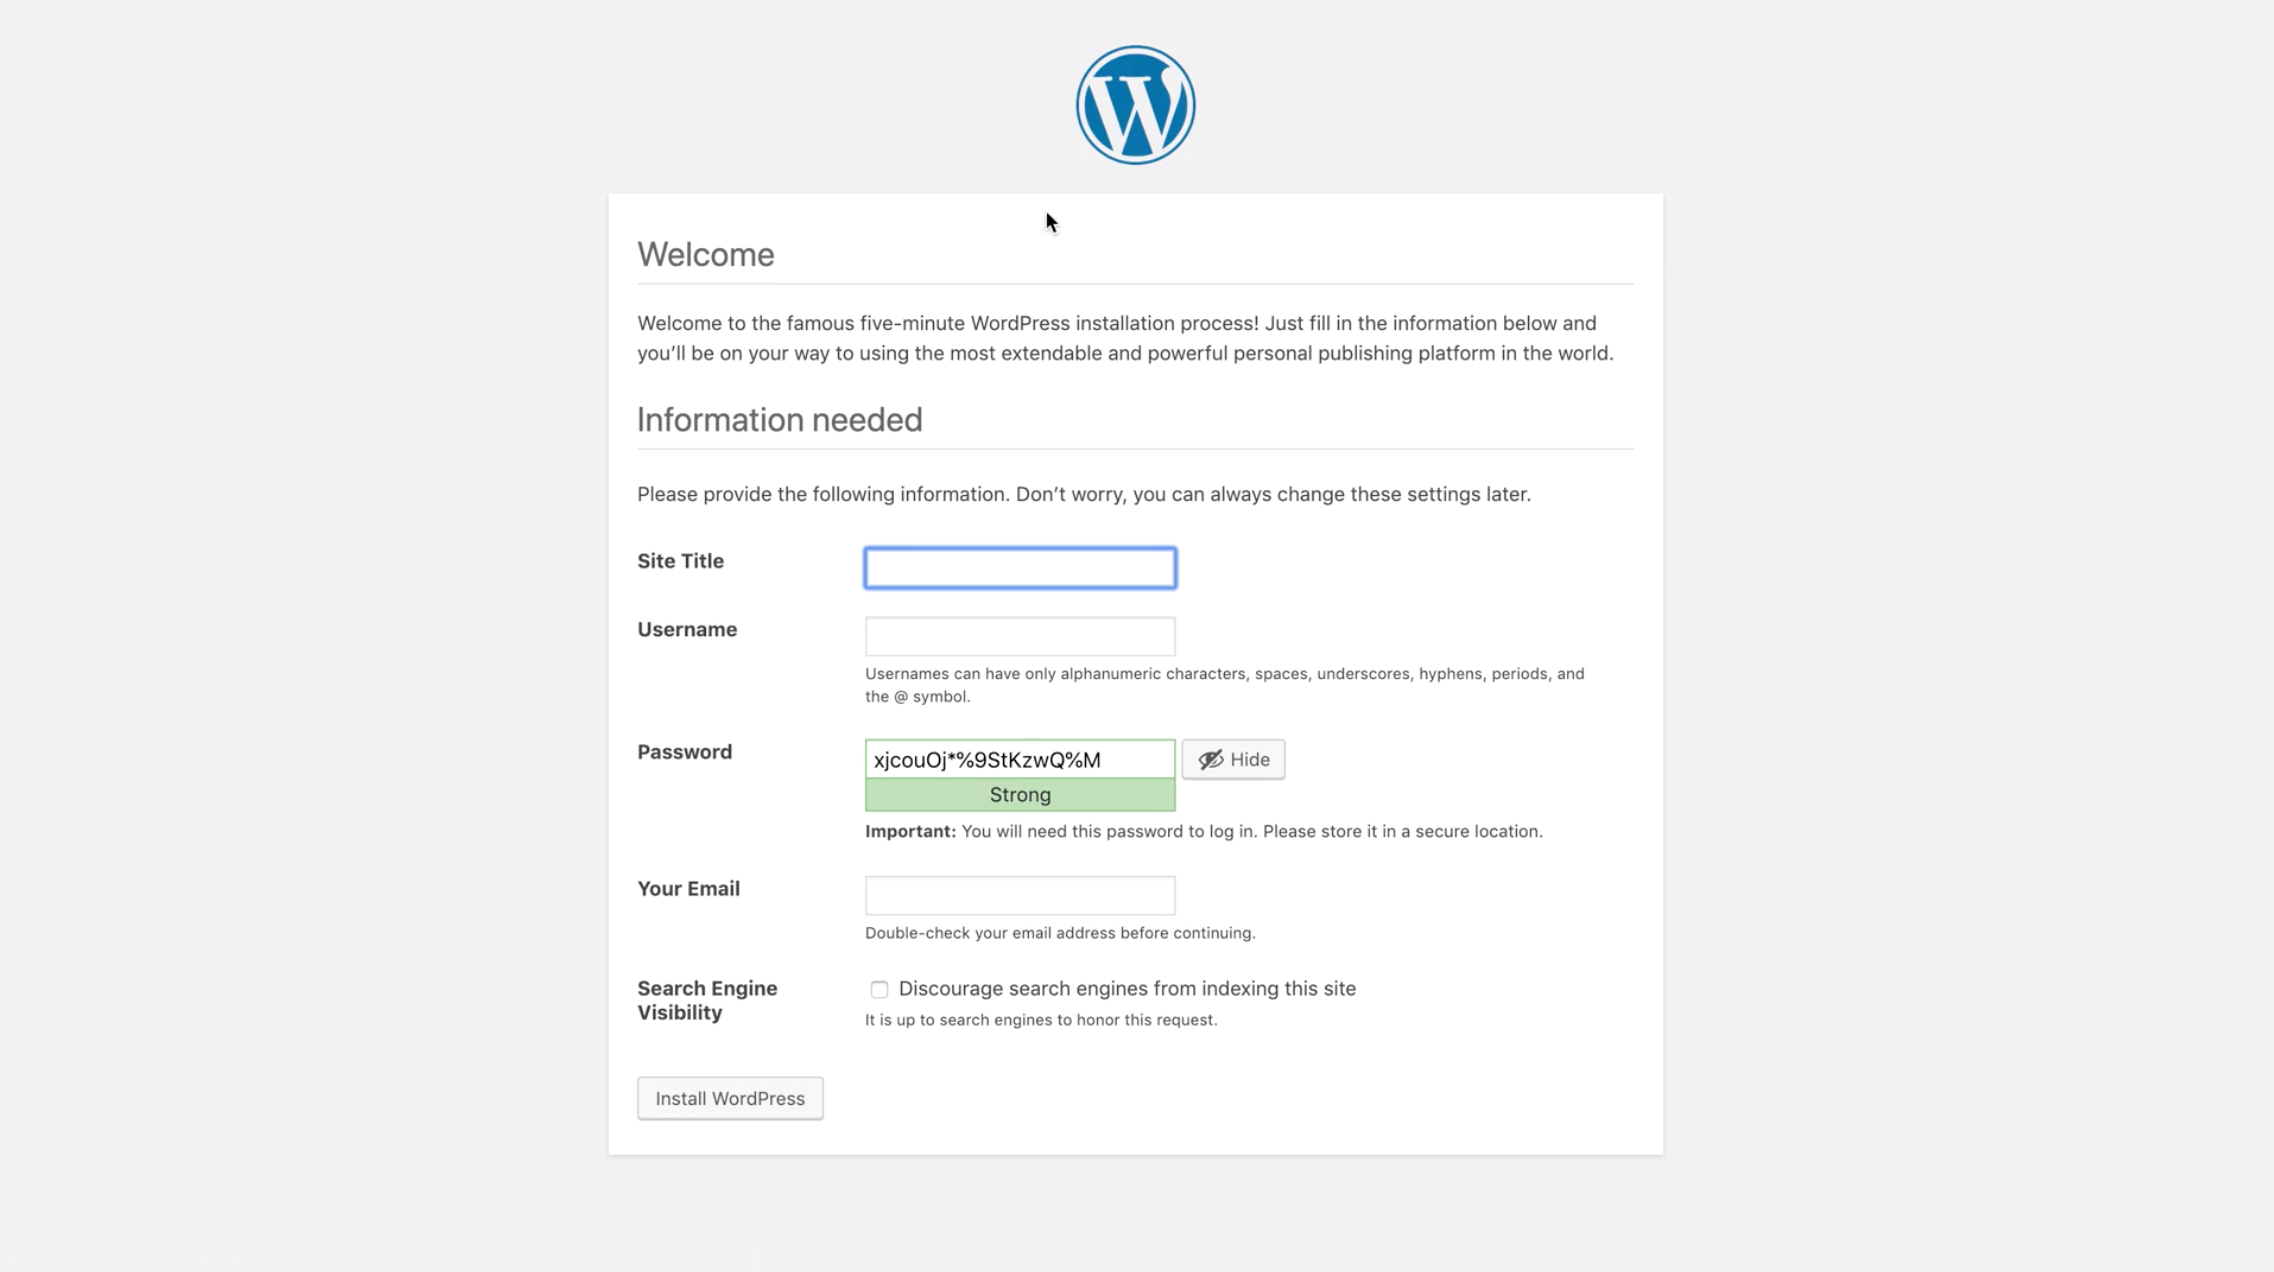 Welcome
Welcome to the famous five-minute WordPress installation process! Just fill in the information below and
you’ll be on your way to using the most extendable and powerful personal publishing platform in the world.
Information needed
Please provide the following information. Don’t worry, you can always change these settings later.
Site Title
Username
Usernames can have only alphanumeric characters, spaces, underscores, hyphens, periods, and
the @ symbol.
Password
xjcouOj*%9StKzwQ%M
Hide
Strong
Important: You will need this password to log in. Please store it in a secure location.
Your Email
Double-check your email address before continuing.
Search Engine
Visibility
Discourage search engines from indexing this site
It is up to search engines to honor this request.
Install WordPress